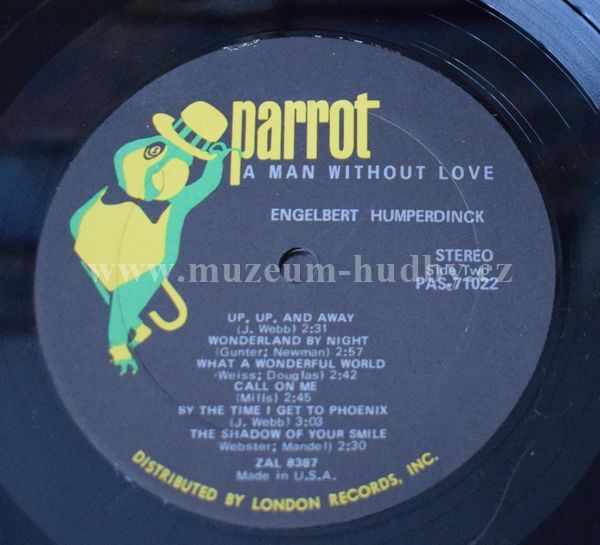 parrot
A MAN WITHOUT LOVE
ENGELBERT HUMPERDINCK
STEREO
Side Two
PAS-71022
www.muzeum-hudby.cz
UP, UP, AND AWAY
(J. Webb) 2:31
WONDERLAND BY NIGHT
(Gunter; Newman) 2:57
WHAT A WONDERFUL WORLD
(Weiss; Douglas) 2:42
CALL ON ME
(Mills) 2:45
BY THE TIME I GET TO PHOENIX
(J. Webb) 3:03
THE SHADOW OF YOUR SMILE
Webster; Mandel) 2:30
ZAL 8387
Made in U.S.A.
DISTRIBUTED BY LONDON RECORDS, INC.